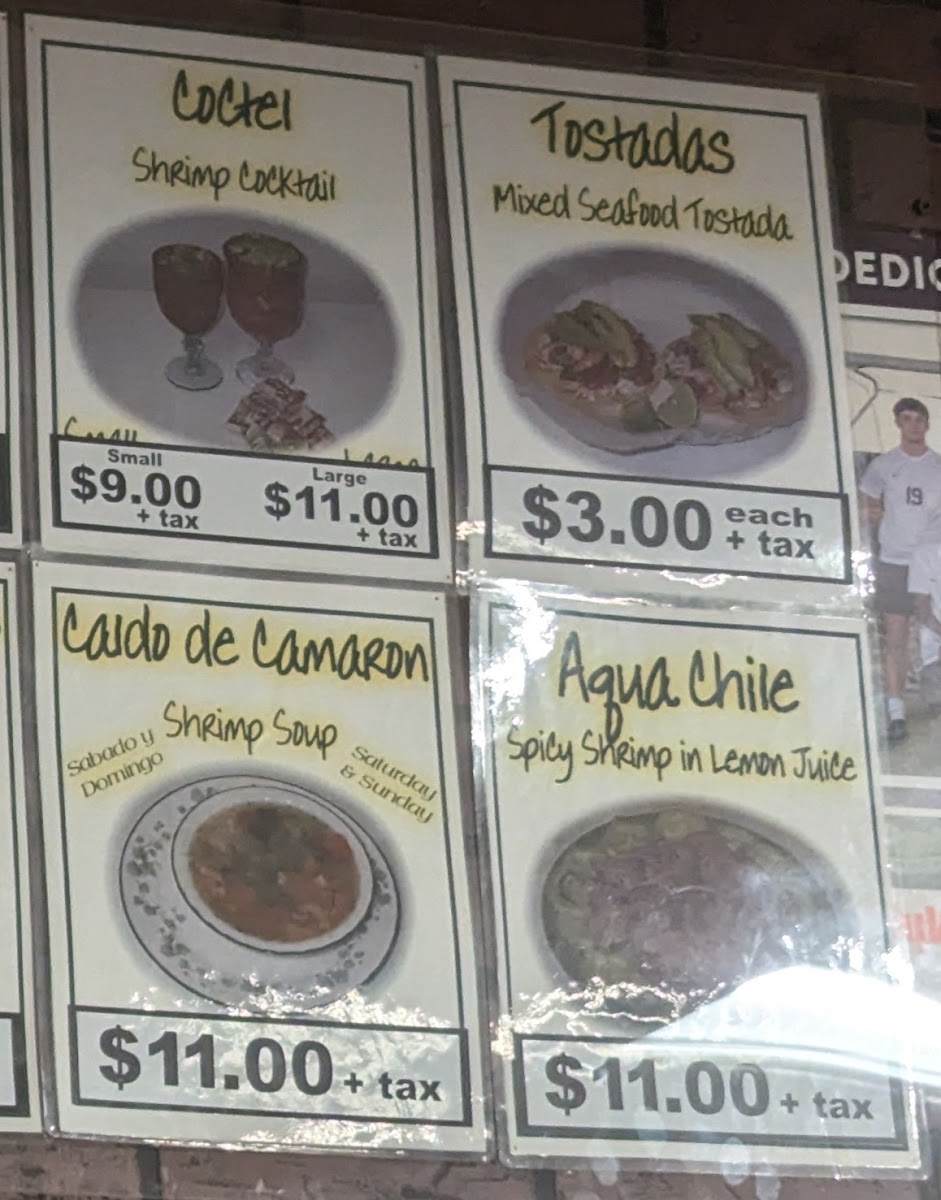 Coctel
Shrimp Cocktail
Small
$9.00
+ tax
Large
$11.00
+ tax
Tostadas
Mixed Seafood Tostada
$3.00 each
+ tax
DEDIC
19
Caldo de Camaron
Shrimp Soup
Sabado y
Domingo
Saturday
& Sunday
$11.00 + tax
Aqua Chile
Spicy Shrimp in Lemon Juice
$11.00 + tax